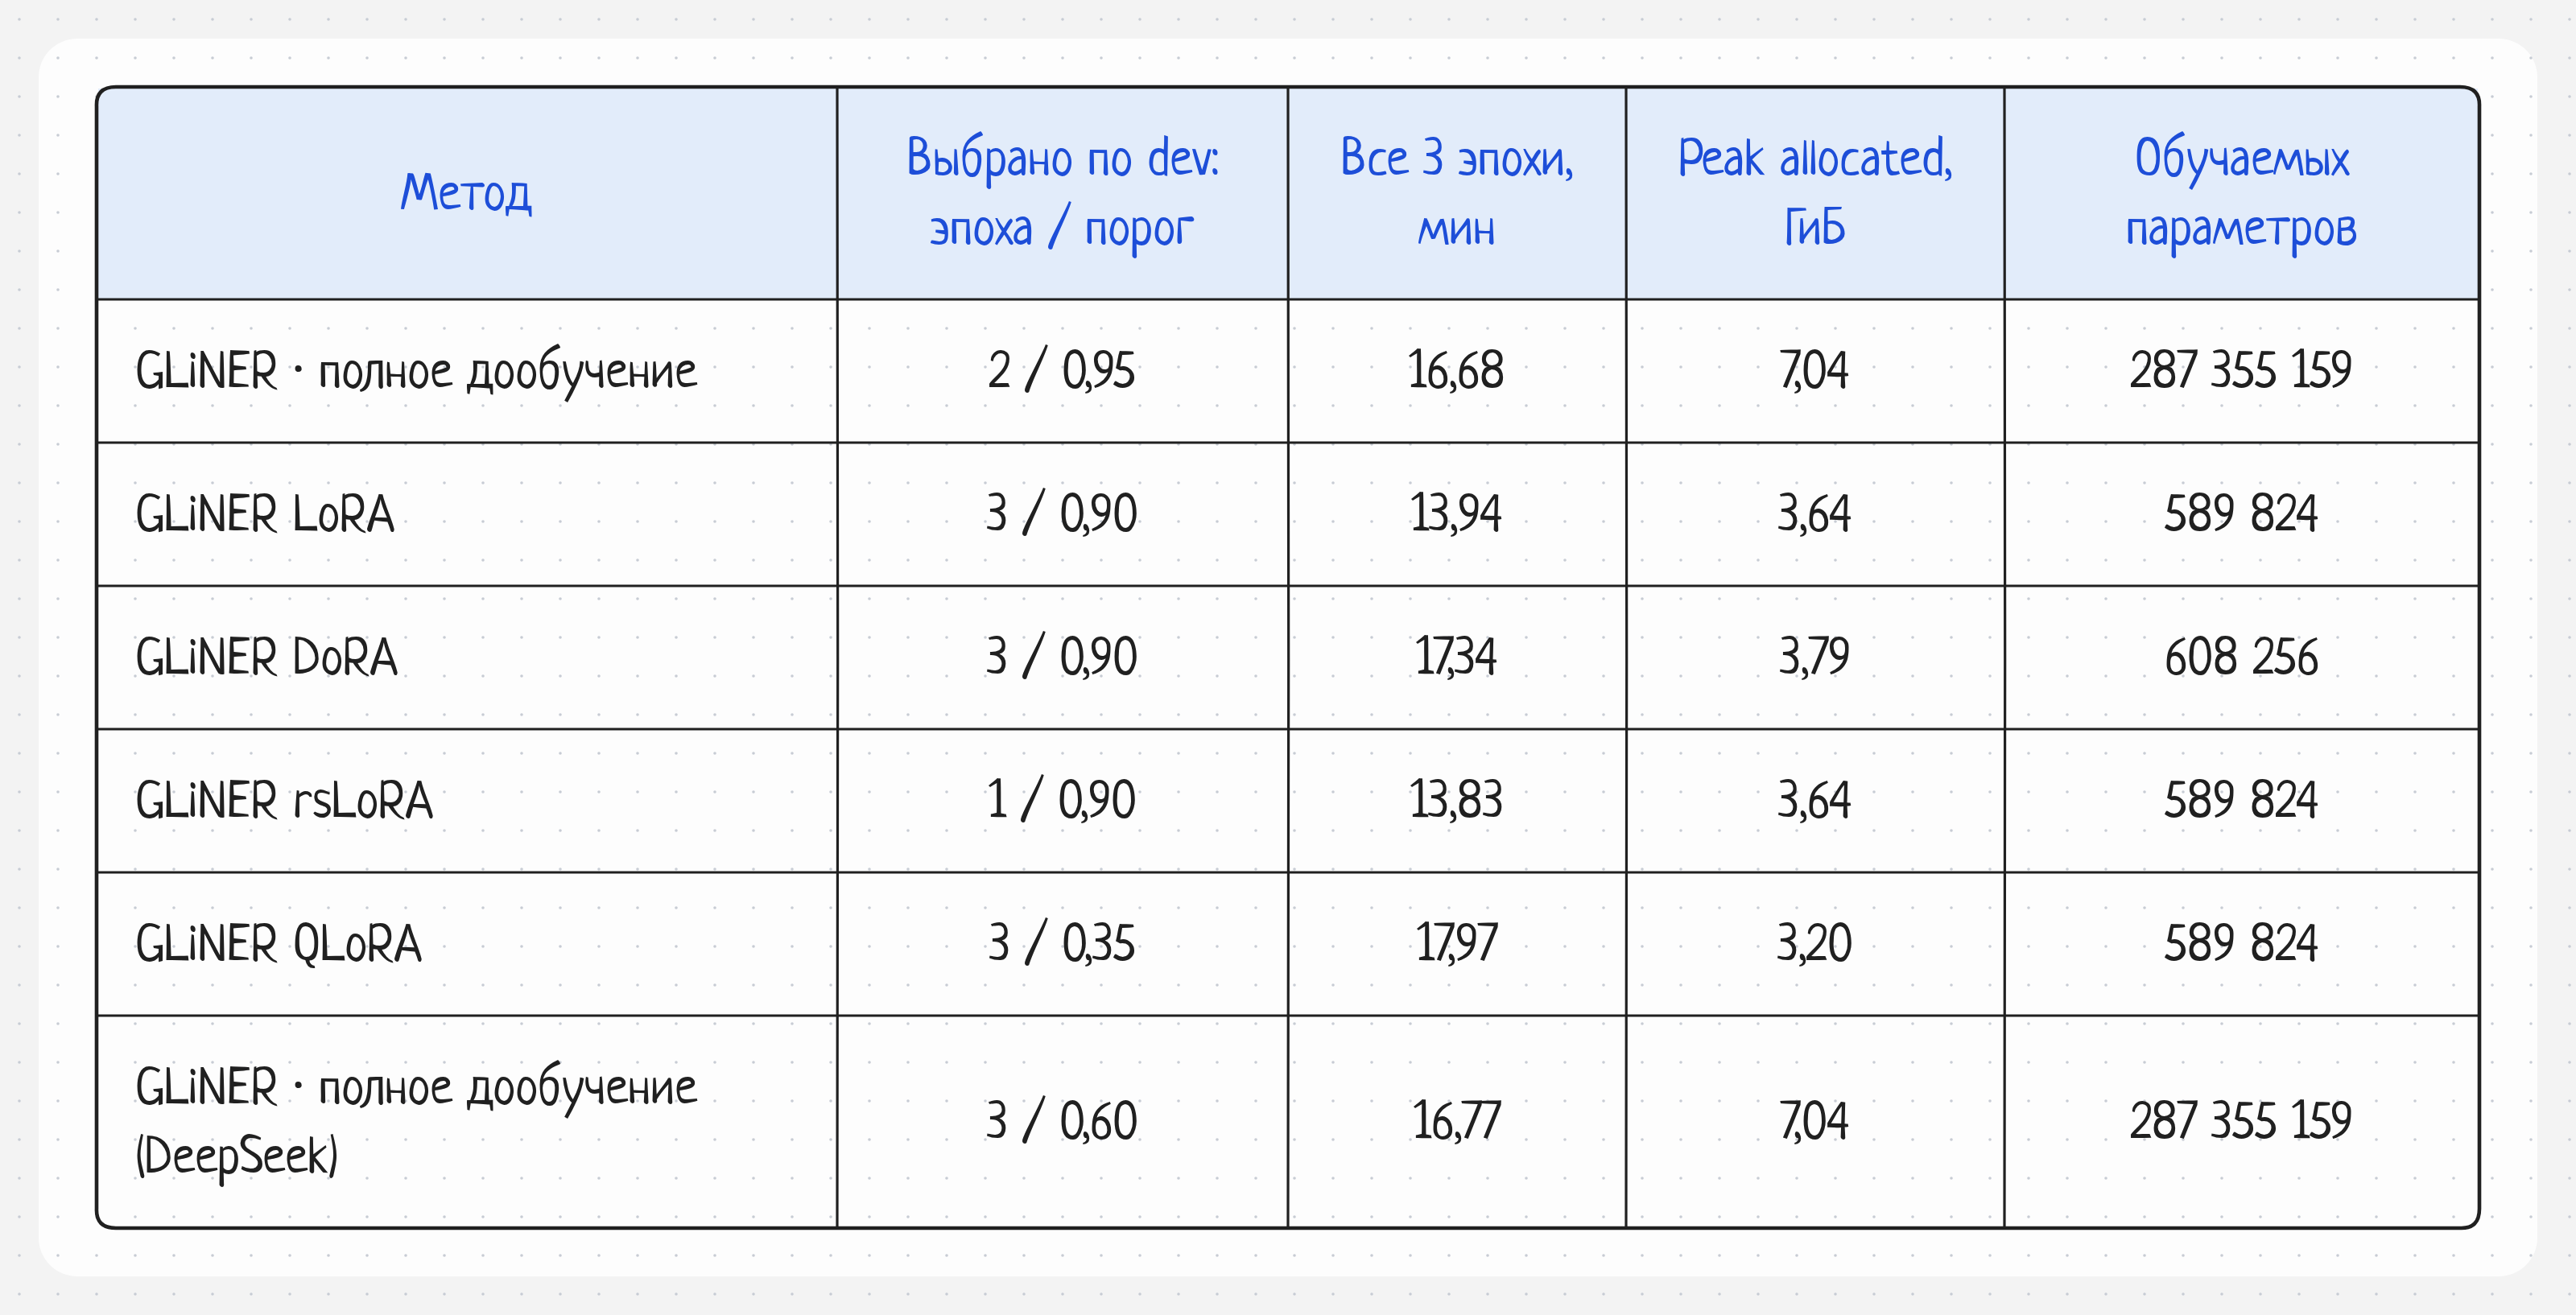 Метод
Выбрано по dev:
эпоха / порог
Все 3 эпохи,
мин
Peak allocated,
ГиБ
Обучаемых
параметров
GLiNER · полное дообучение
2 / 0,95
16,68
7,04
287 355 159
GLiNER LoRA
3 / 0,90
13,94
3,64
589 824
GLiNER DoRA
3 / 0,90
17,34
3,79
608 256
GLiNER rsLoRA
1 / 0,90
13,83
3,64
589 824
GLiNER QLoRA
3 / 0,35
17,97
3,20
589 824
GLiNER · полное дообучение
(DeepSeek)
3 / 0,60
16,77
7,04
287 355 159